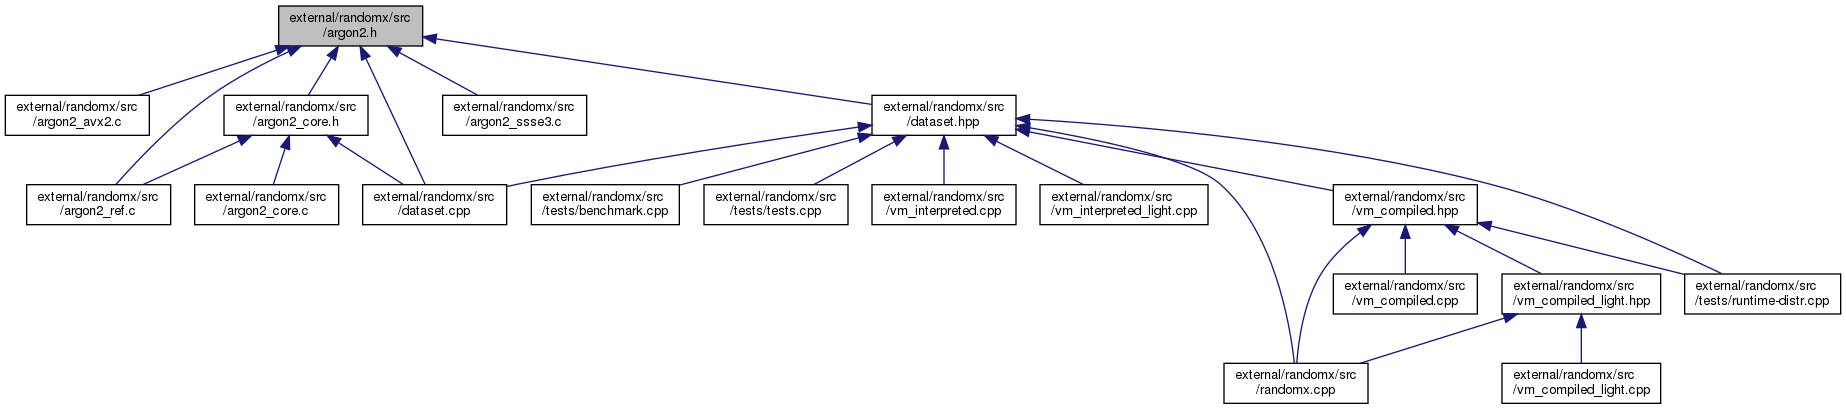 external/randomx/src
/argon2.h
external/randomx/src
/argon2_avx2.c
external/randomx/src
/argon2_core.h
external/randomx/src
/argon2_ssse3.c
external/randomx/src
/dataset.hpp
external/randomx/src
/argon2_ref.c
external/randomx/src
/argon2_core.c
external/randomx/src
/dataset.cpp
external/randomx/src
/tests/benchmark.cpp
external/randomx/src
/tests/tests.cpp
external/randomx/src
/vm_interpreted.cpp
external/randomx/src
/vm_interpreted_light.cpp
external/randomx/src
/vm_compiled.hpp
external/randomx/src
/vm_compiled.cpp
external/randomx/src
/vm_compiled_light.hpp
external/randomx/src
/tests/runtime-distr.cpp
external/randomx/src
/randomx.cpp
external/randomx/src
/vm_compiled_light.cpp